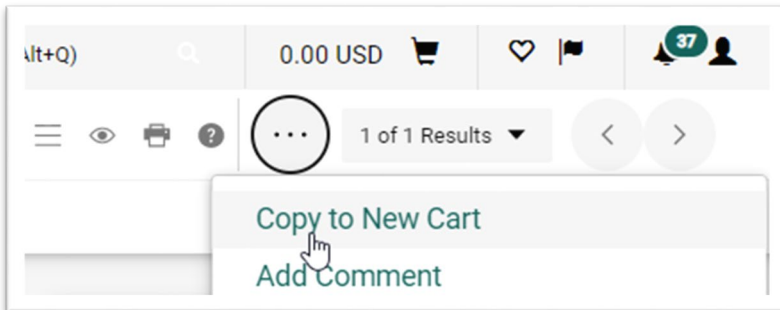 Alt+Q)
0.00 USD
37
?
...
1 of 1 Results
Copy to New Cart
Add Comment